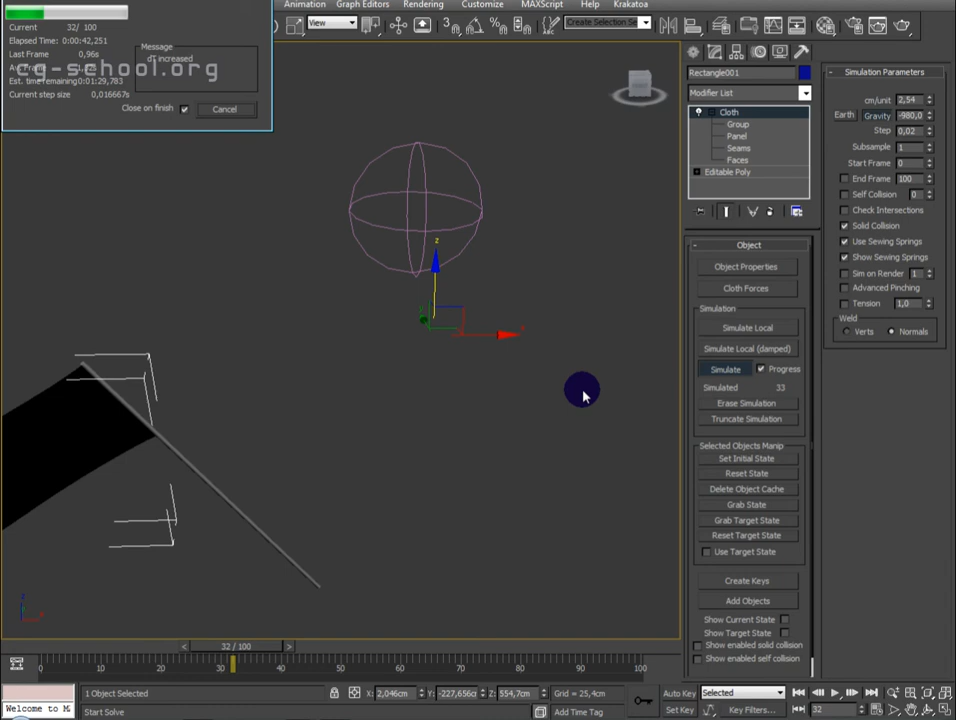 Animation Graph Editors Rendering Customize MAXScript Help Krakatoa
View
Create Selection Se
Current 32/ 100
Elapsed Time: 0:00:42,251
Last Frame 0,96s
Est. time remaining0:01:29,783
Current step size 0,016667s
Message
dT increased
cg-school.org
Close on finish
Cancel
Rectangle001
Modifier List
Cloth
Group
Panel
Seams
Faces
Editable Poly
Object
Object Properties
Cloth Forces
Simulation
Simulate Local
Simulate Local (damped)
Simulate
Progress
Simulated 33
Erase Simulation
Truncate Simulation
Selected Objects Manip
Set Initial State
Reset State
Delete Object Cache
Grab State
Grab Target State
Reset Target State
Use Target State
Create Keys
Add Objects
Show Current State
Show Target State
Show enabled solid collision
Show enabled self collision
Simulation Parameters
cm/unit 2,54
Earth Gravity -980,0
Step 0,02
Subsample 1
Start Frame 0
End Frame 100
Self Collision 0
Check Intersections
Solid Collision
Use Sewing Springs
Show Sewing Springs
Sim on Render 1
Advanced Pinching
Tension 1,0
Weld
Verts Normals
z
x
< 32 / 100 >
0 10 20 30 40 50 60 70 80 90 100
1 Object Selected
X: 2,046cm Y: -227,656c Z: 554,7cm Grid = 25,4cm
Auto Key Selected
Welcome to M
Start Solve
Add Time Tag
Set Key Key Filters...
32